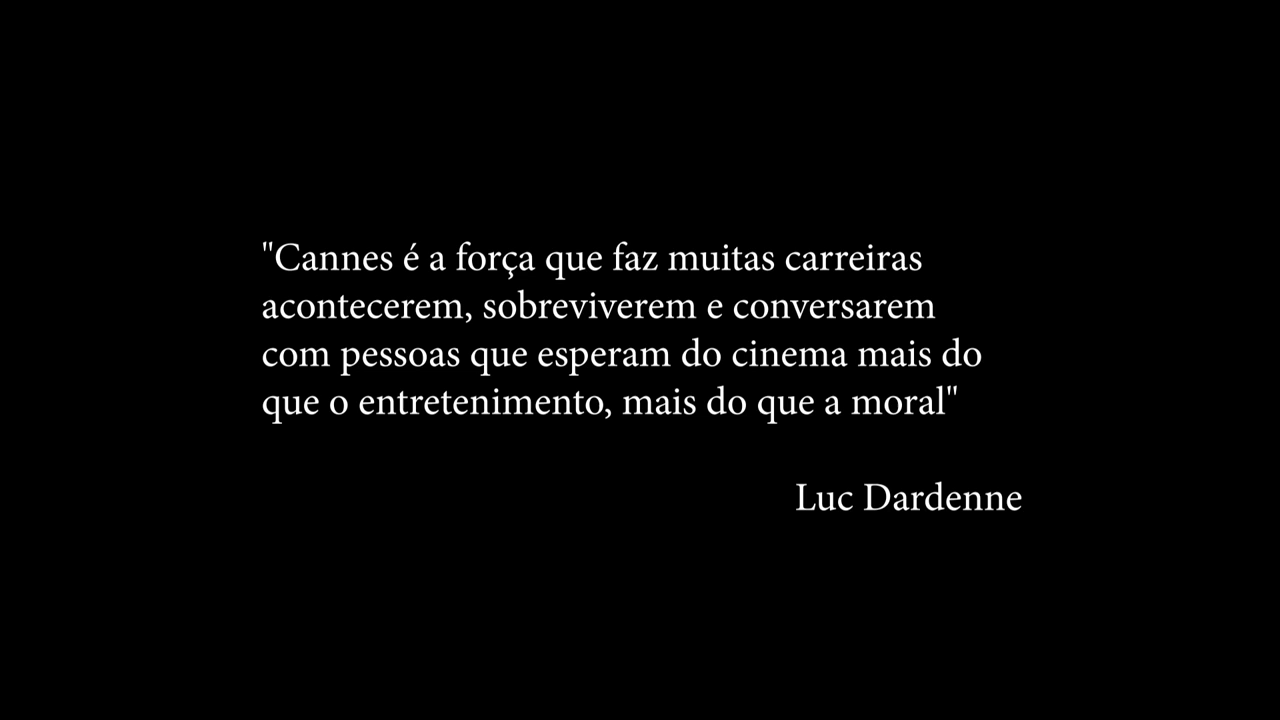 "Cannes é a força que faz muitas carreiras
acontecerem, sobreviverem e conversarem
com pessoas que esperam do cinema mais do
que o entretenimento, mais do que a moral"
Luc Dardenne